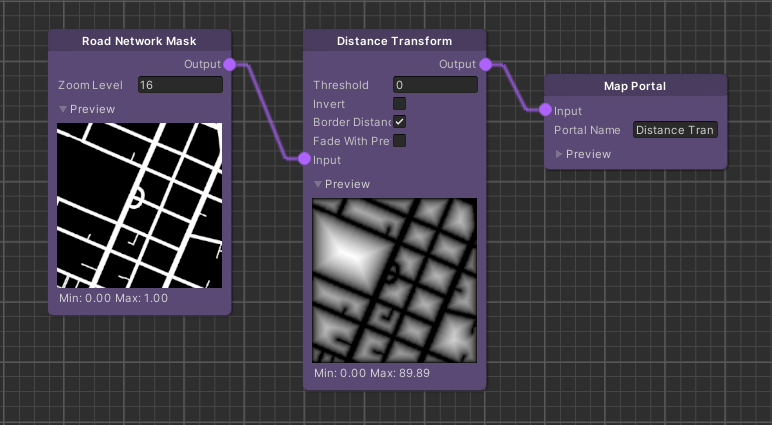 Road Network Mask
Output
Zoom Level 16
Preview
Min: 0.00 Max: 1.00
Distance Transform
Output
Threshold 0
Invert
Border Distanc
Fade With Pre
Input
Preview
Min: 0.00 Max: 89.89
Map Portal
Input
Portal Name Distance Tran
Preview